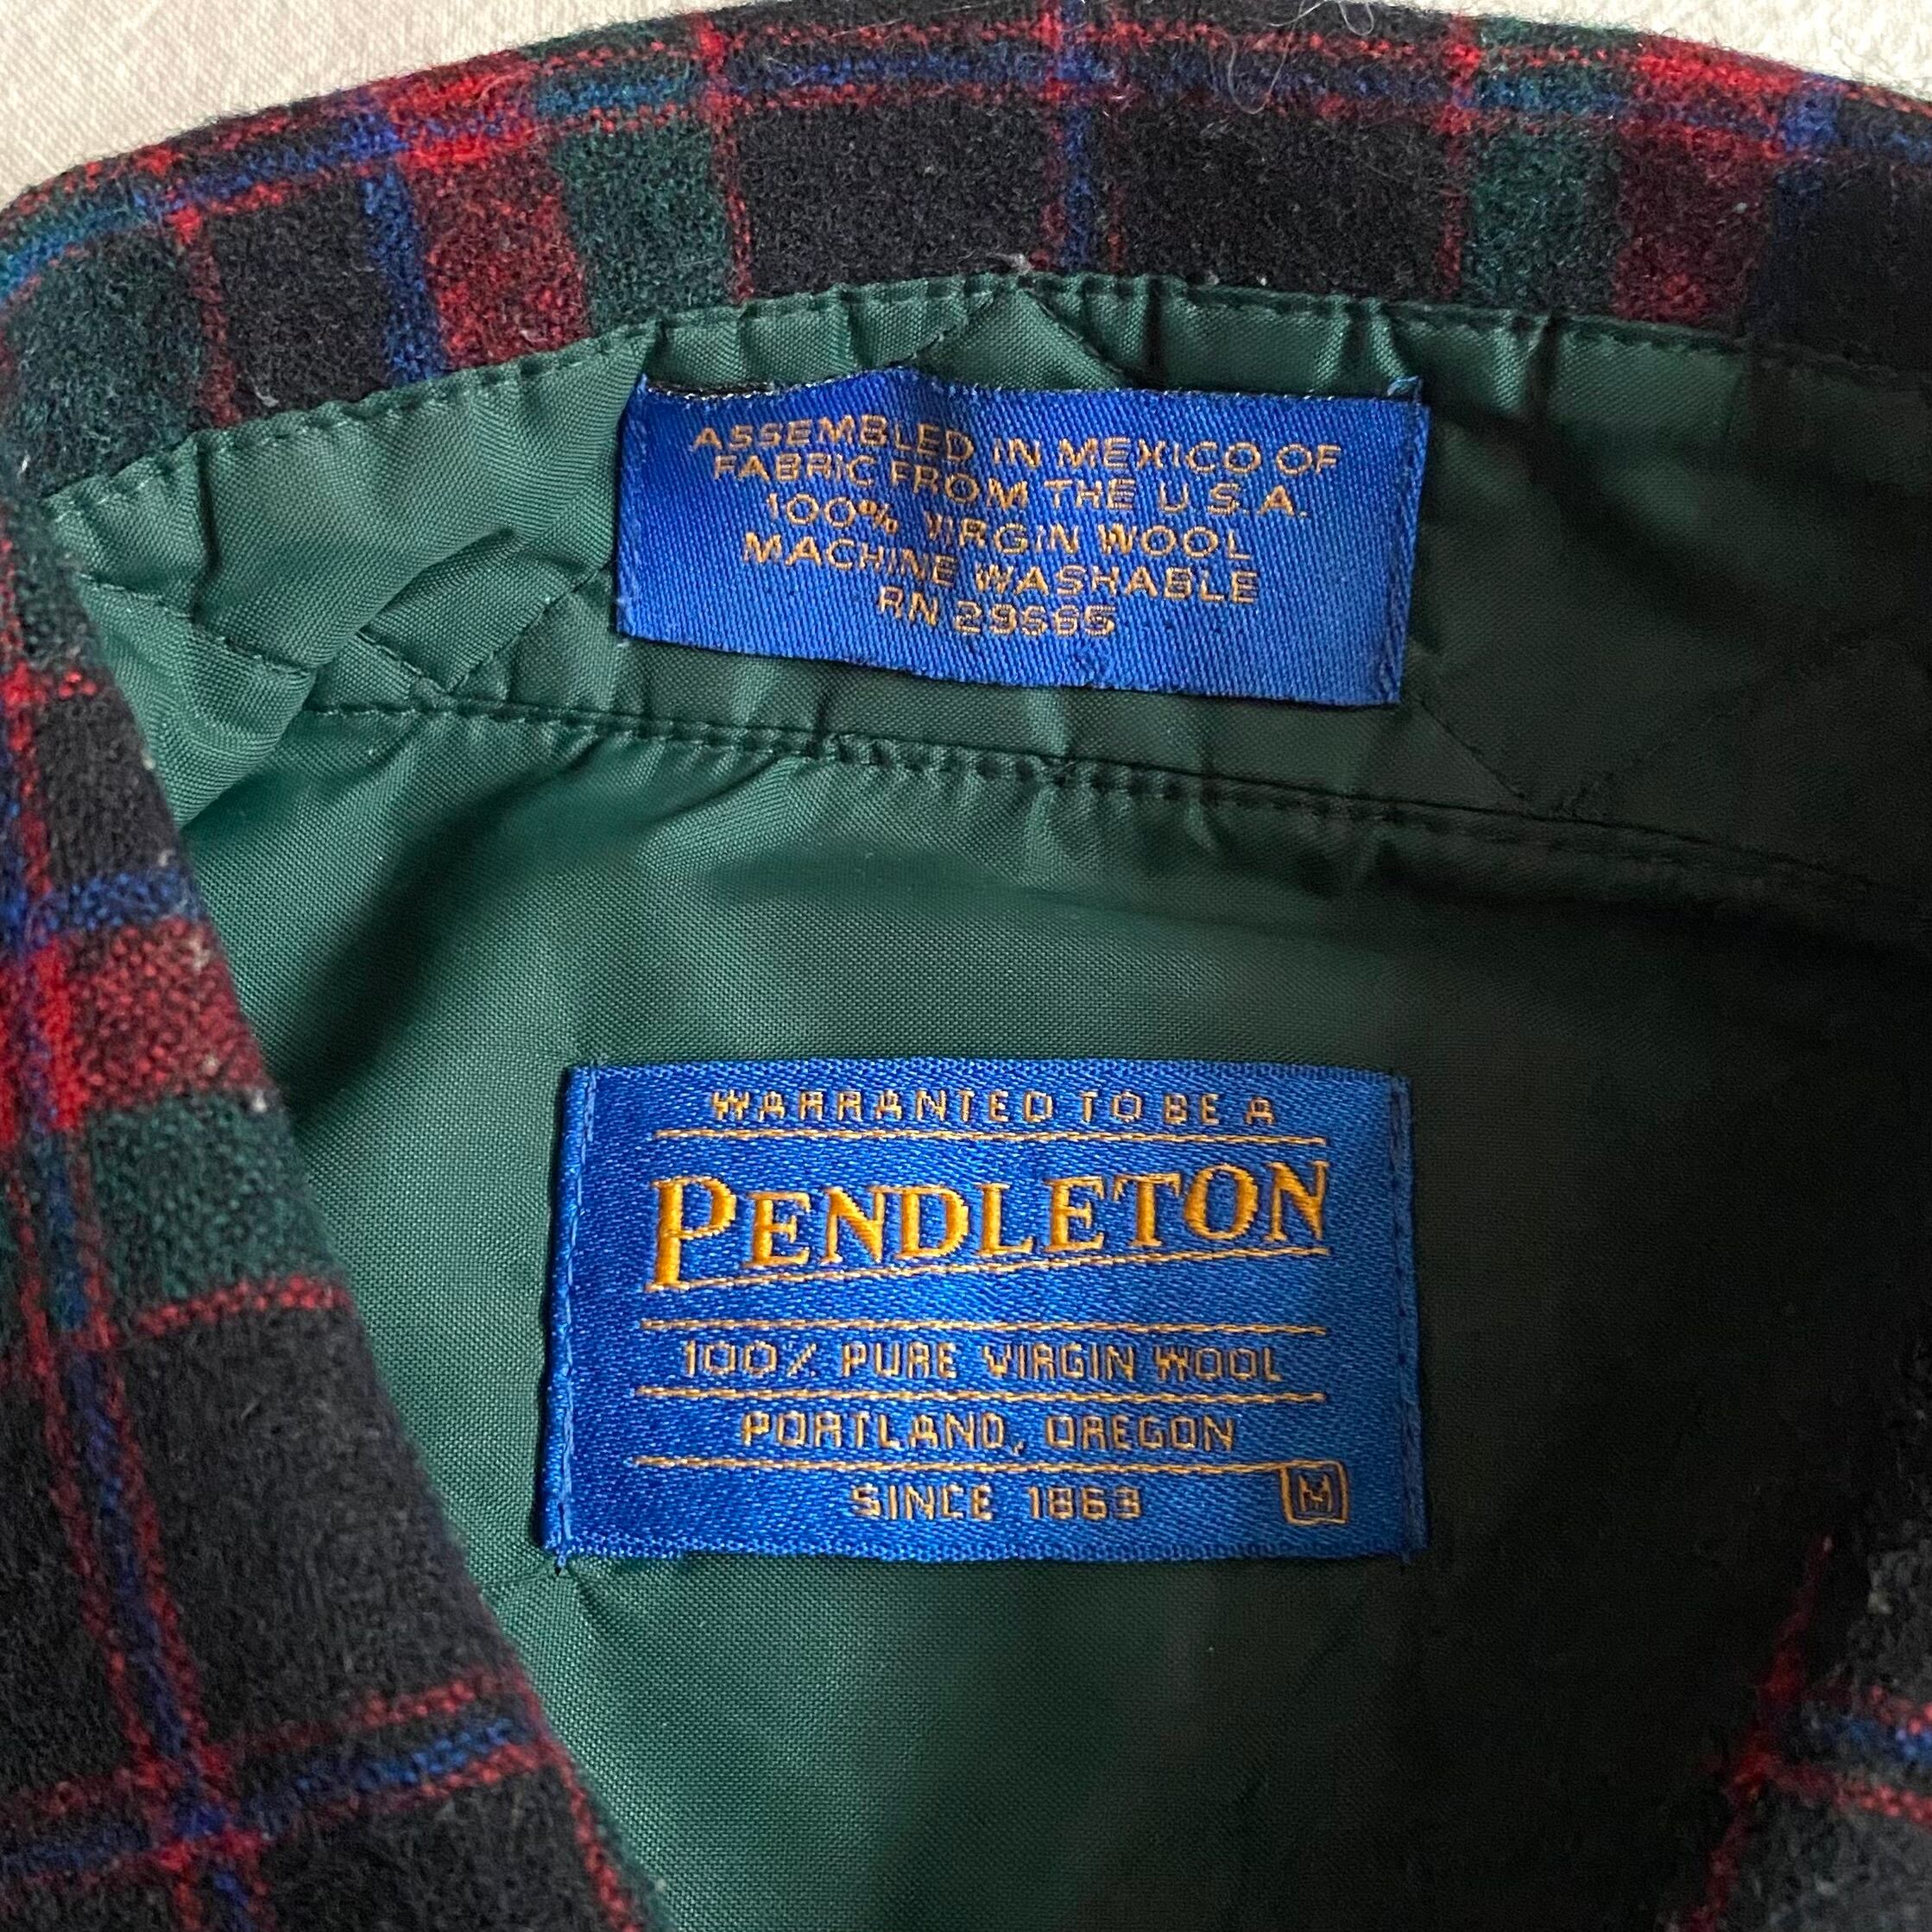 ASSEMBLED IN MEXICO OF
FABRIC FROM THE U.S.A.
100% VIRGIN WOOL
MACHINE WASHABLE
RN 29685
WARRANTED TO BE A
PENDLETON
100% PURE VIRGIN WOOL
PORTLAND, OREGON
SINCE 1863
M